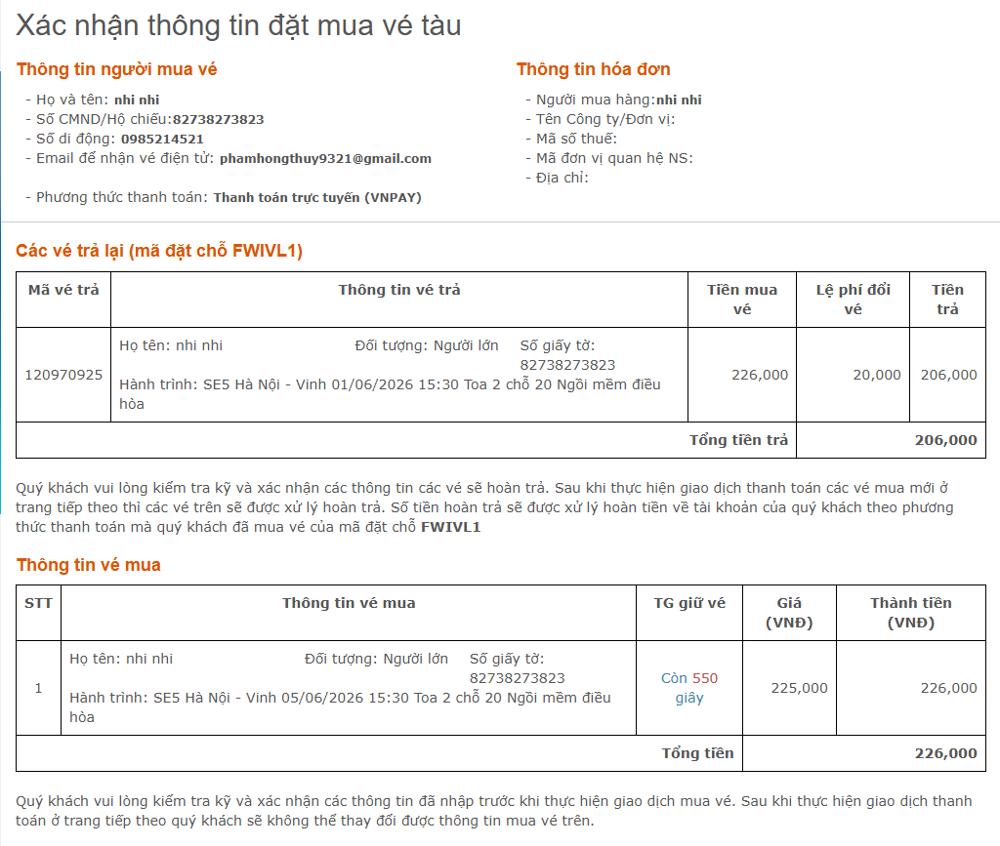 Xác nhận thông tin đặt mua vé tàu
Thông tin người mua vé
- Họ và tên: nhi nhi
- Số CMND/Hộ chiếu:82738273823
- Số di động: 0985214521
- Email để nhận vé điện tử: phamhongthuy9321@gmail.com
- Phương thức thanh toán: Thanh toán trực tuyến (VNPAY)
Thông tin hóa đơn
- Người mua hàng:nhi nhi
- Tên Công ty/Đơn vị:
- Mã số thuế:
- Mã đơn vị quan hệ NS:
- Địa chỉ:
Các vé trả lại (mã đặt chỗ FWIVL1)
Mã vé trả Thông tin vé trả Tiền mua Lệ phí đổi Tiền
vé vé trả
Họ tên: nhi nhi Đối tượng: Người lớn Số giấy tờ:
82738273823
120970925 226,000 20,000 206,000
Hành trình: SE5 Hà Nội - Vinh 01/06/2026 15:30 Toa 2 chỗ 20 Ngồi mềm điều
hòa
Tổng tiền trả 206,000
Quý khách vui lòng kiểm tra kỹ và xác nhận các thông tin các vé sẽ hoàn trả. Sau khi thực hiện giao dịch thanh toán các vé mua mới ở
trang tiếp theo thì các vé trên sẽ được xử lý hoàn trả. Số tiền hoàn trả sẽ được xử lý hoàn tiền về tài khoản của quý khách theo phương
thức thanh toán mà quý khách đã mua vé của mã đặt chỗ FWIVL1
Thông tin vé mua
STT Thông tin vé mua TG giữ vé Giá Thành tiền
(VNĐ) (VNĐ)
Họ tên: nhi nhi Đối tượng: Người lớn Số giấy tờ:
82738273823
1 Còn 550 225,000 226,000
giây
Hành trình: SE5 Hà Nội - Vinh 05/06/2026 15:30 Toa 2 chỗ 20 Ngồi mềm điều
hòa
Tổng tiền 226,000
Quý khách vui lòng kiểm tra kỹ và xác nhận các thông tin đã nhập trước khi thực hiện giao dịch mua vé. Sau khi thực hiện giao dịch thanh
toán ở trang tiếp theo quý khách sẽ không thể thay đổi được thông tin mua vé trên.